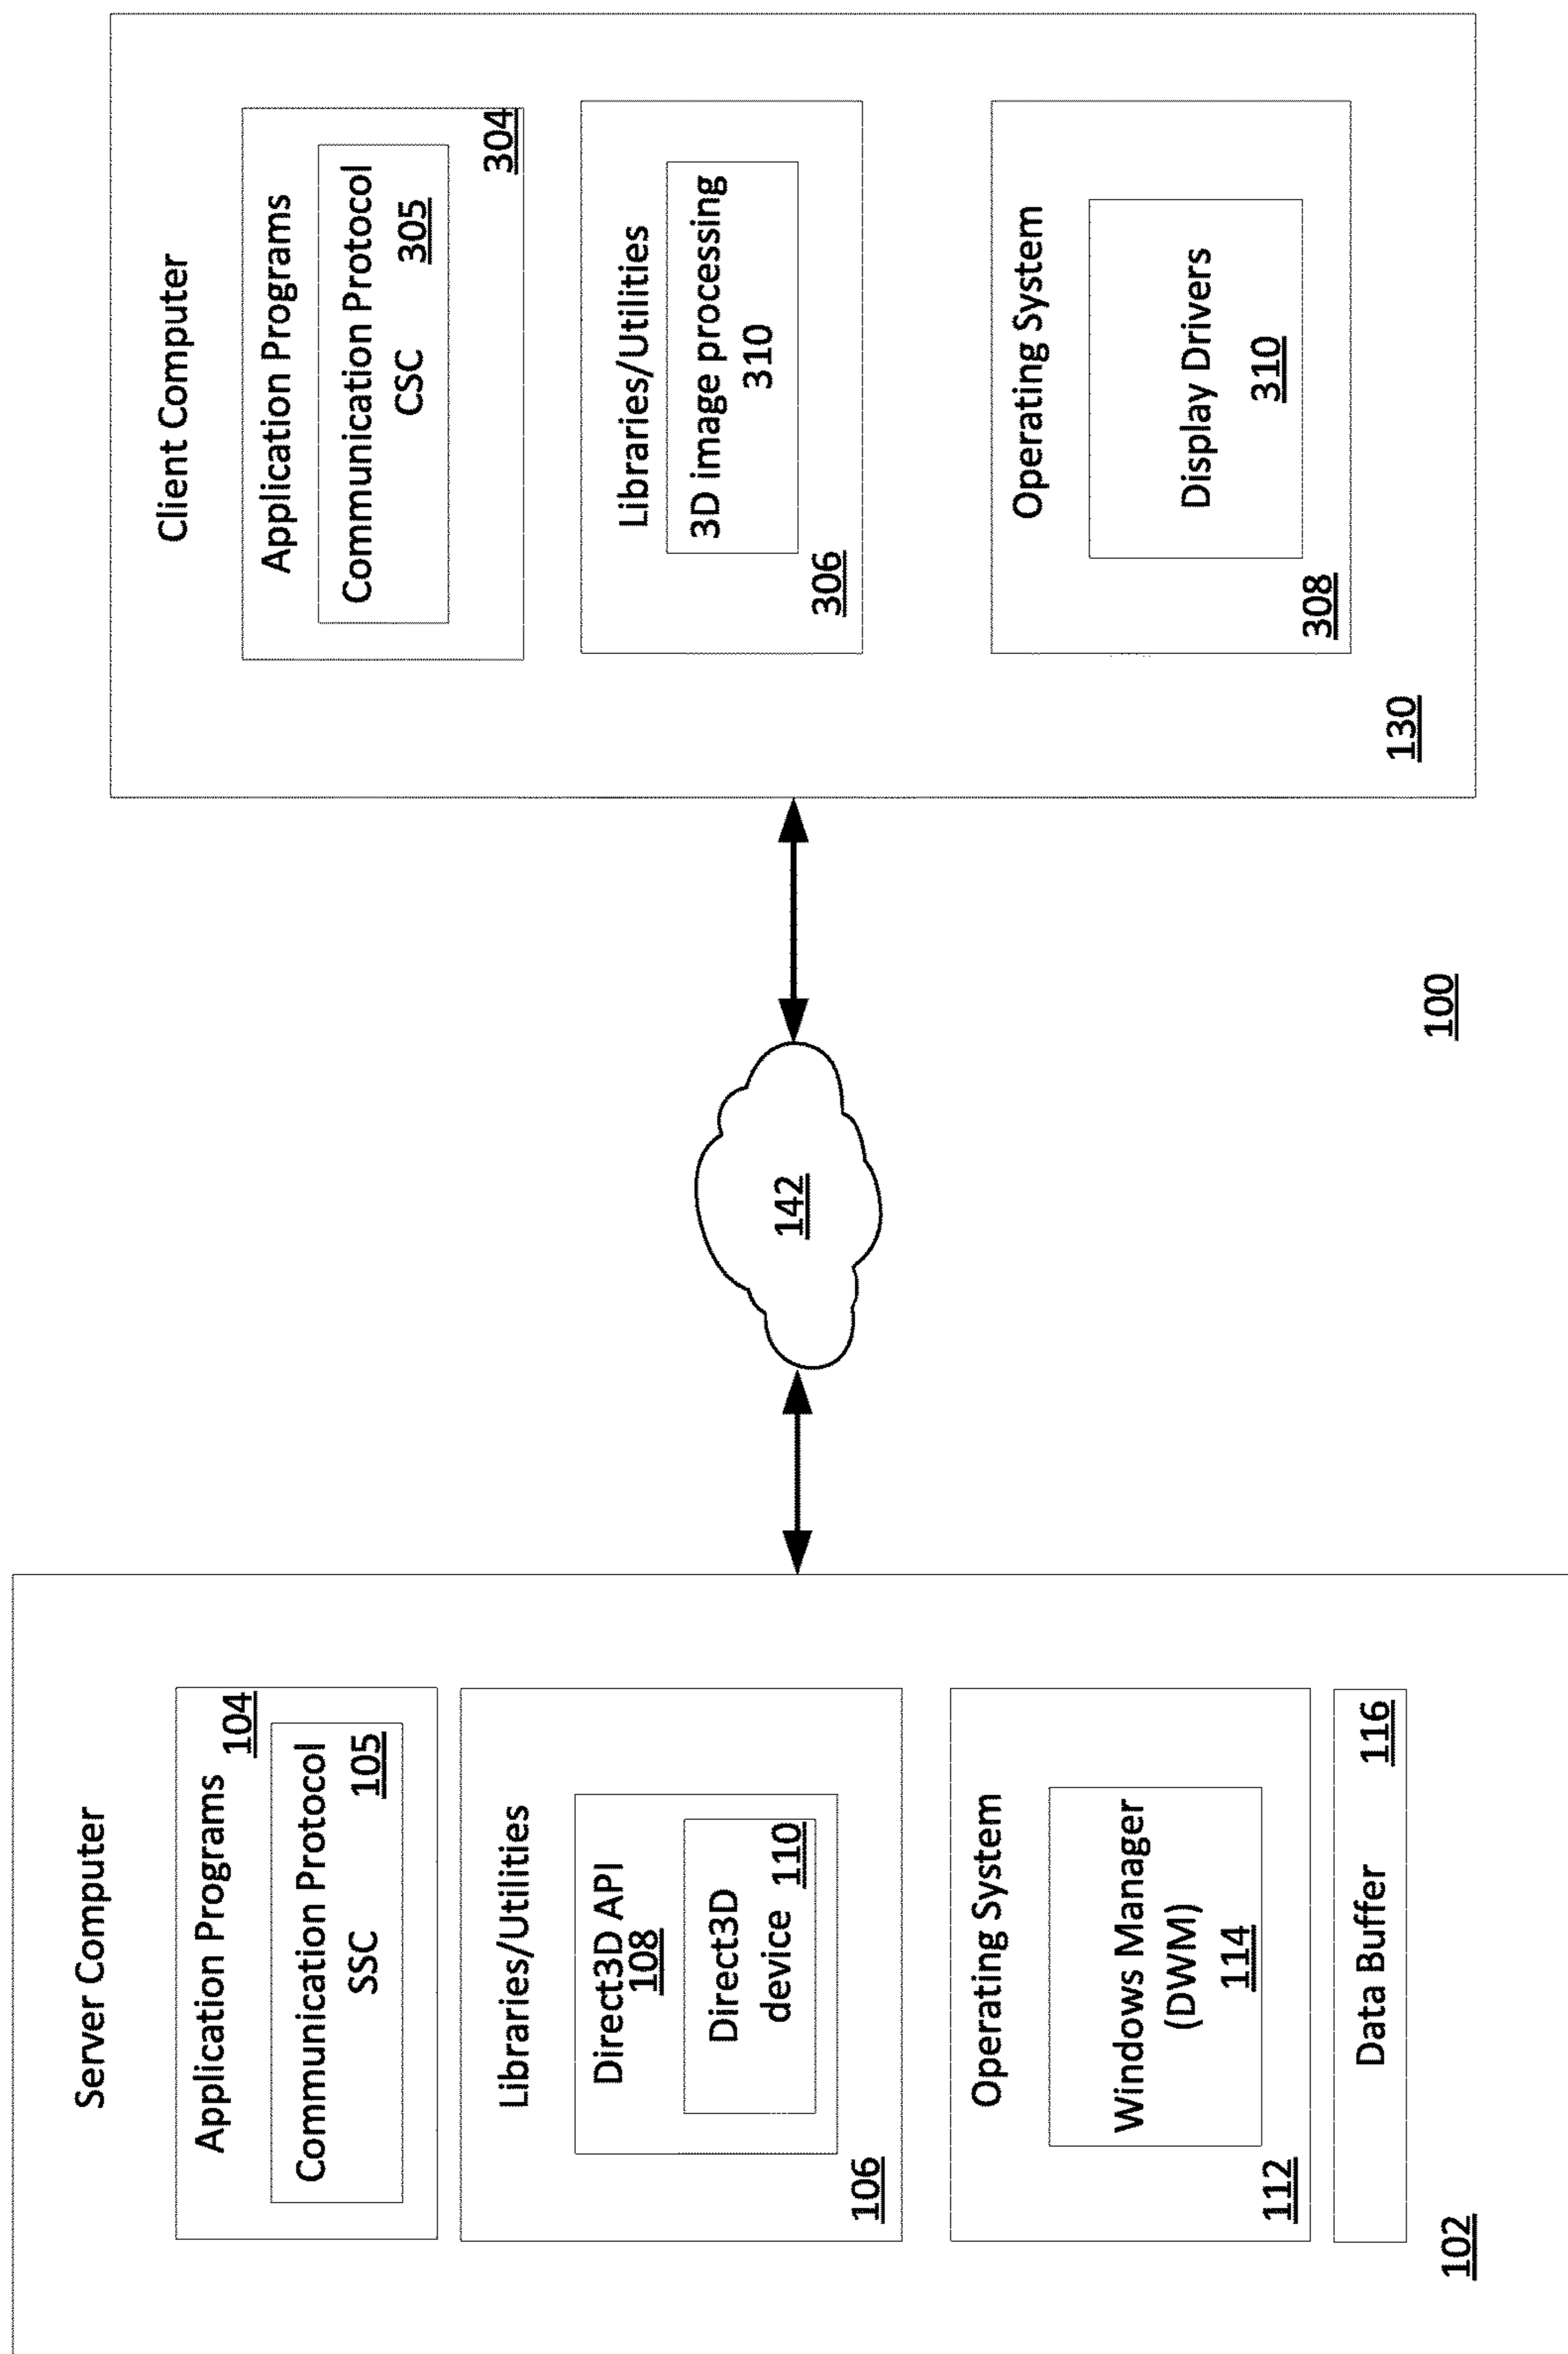 Server Computer
Application Programs
104
Communication Protocol
SSC
105
Libraries/Utilities
Direct3D API
108
Direct3D
device
110
106
Operating System
Windows Manager
(DWM)
114
112
Data Buffer
116
102
142
100
Client Computer
Application Programs
Communication Protocol
CSC
305
304
Libraries/Utilities
3D image processing
310
306
Operating System
Display Drivers
310
308
130